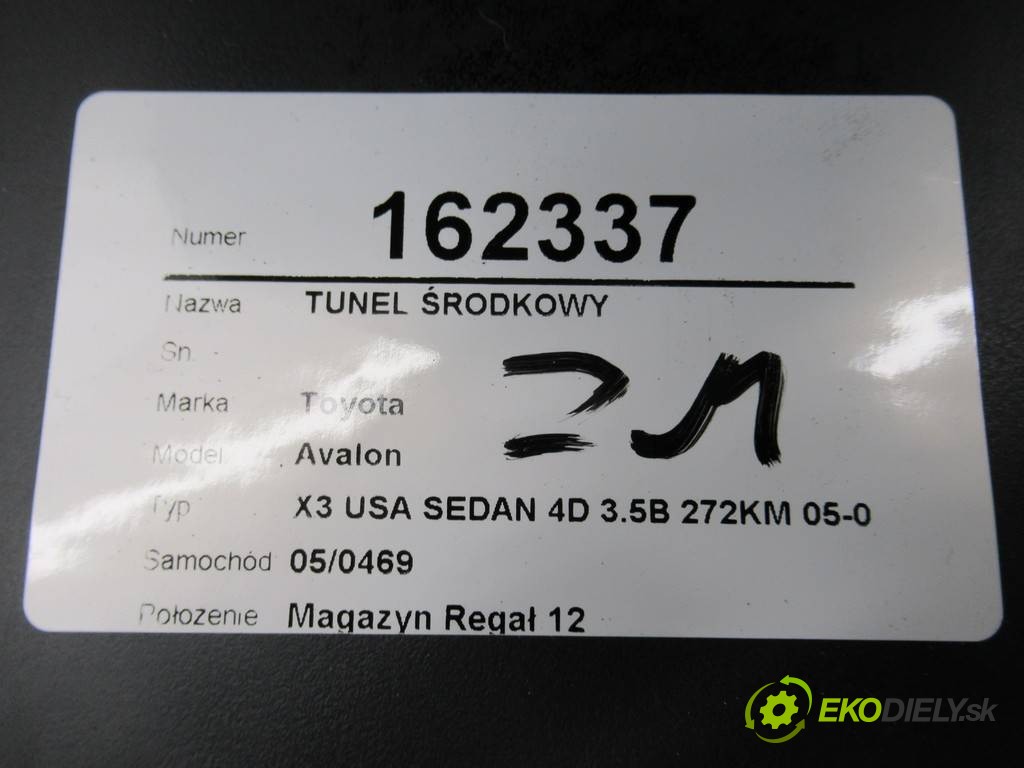 Numer 162337
Nazwa TUNEL ŚRODKOWY
Sn. -
Marka Toyota
Model Avalon
Typ X3 USA SEDAN 4D 3.5B 272KM 05-0
Samochód 05/0469
Położenie Magazyn Regał 12
EKODIELY.sk